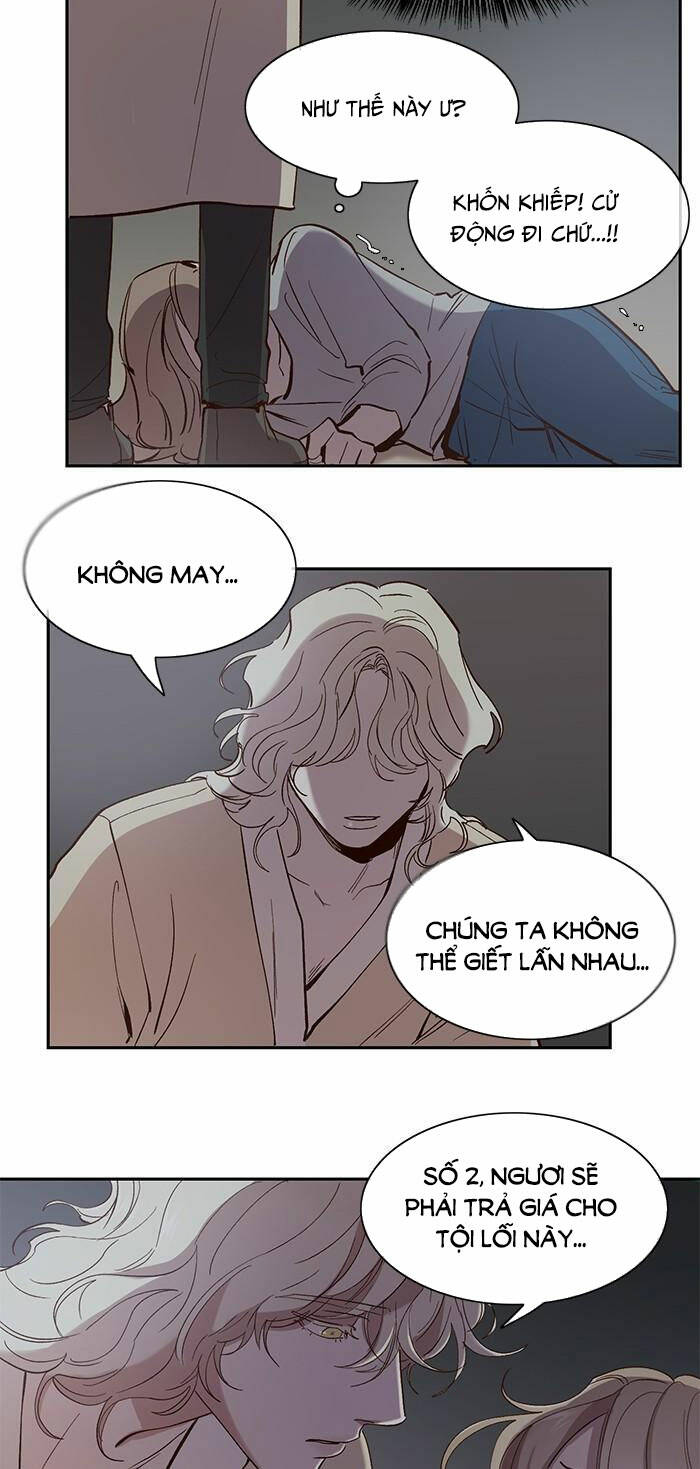 NHƯ THẾ NÀY Ư?
KHỐN KHIẾP! CỬ
ĐỘNG ĐI CHỨ...!!
KHÔNG MAY...
CHÚNG TA KHÔNG
THỂ GIẾT LẪN NHAU...
SỐ 2, NGƯƠI SẼ
PHẢI TRẢ GIÁ CHO
TỘI LỖI NÀY...